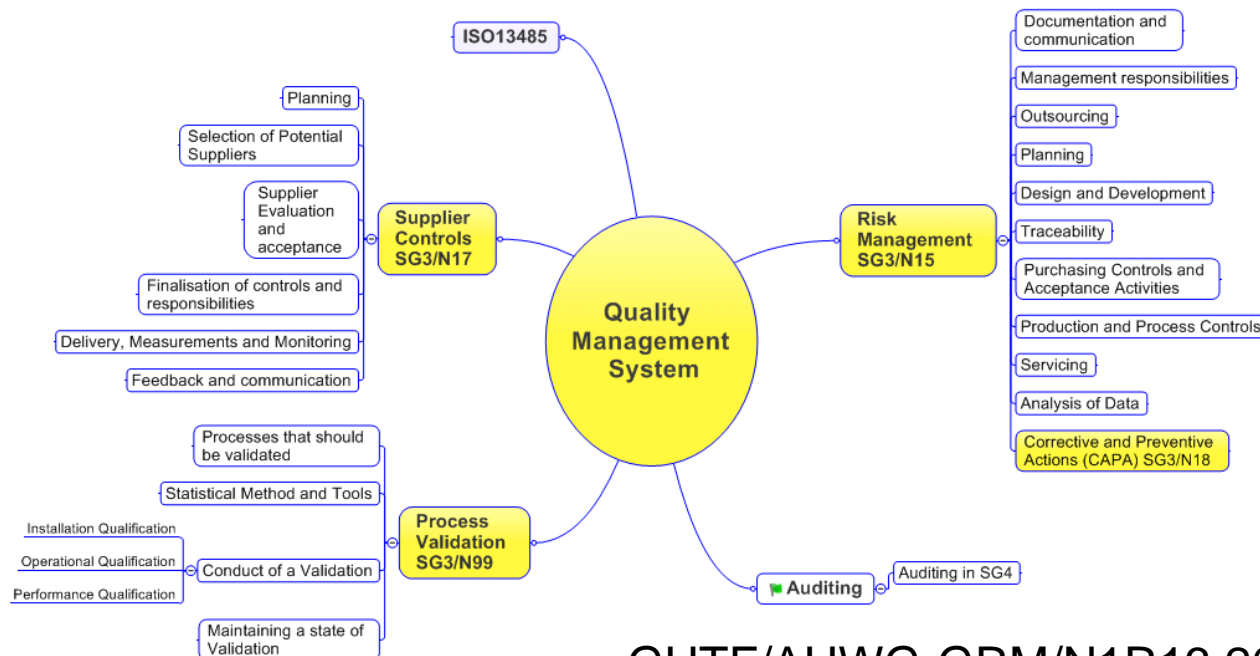 ISO13485
Planning
Selection of Potential
Suppliers
Supplier
Evaluation
and
acceptance
Finalisation of controls and
responsibilities
Delivery, Measurements and Monitoring
Feedback and communication
Supplier
Controls
SG3/N17
Processes that should
be validated
Statistical Method and Tools
Installation Qualification
Operational Qualification
Performance Qualification
Conduct of a Validation
Maintaining a state of
Validation
Process
Validation
SG3/N99
Quality
Management
System
Risk
Management
SG3/N15
Documentation and
communication
Management responsibilities
Outsourcing
Planning
Design and Development
Traceability
Purchasing Controls and
Acceptance Activities
Production and Process Controls
Servicing
Analysis of Data
Corrective and Preventive
Actions (CAPA) SG3/N18
Auditing
Auditing in SG4